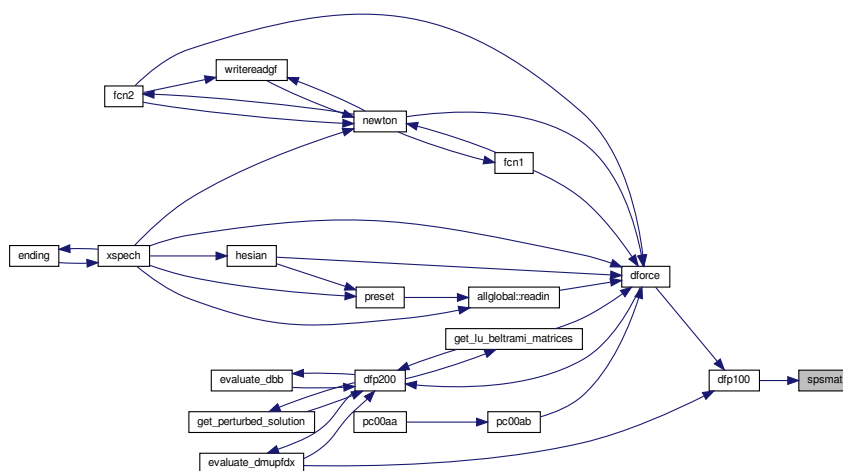 writereadgf
fcn2
newton
fcn1
ending
xspech
hesian
dforce
preset
allglobal::readin
get_lu_beltrami_matrices
evaluate_dbb
dfp200
dfp100
spsmat
get_perturbed_solution
pc00aa
pc00ab
evaluate_dmupfdx